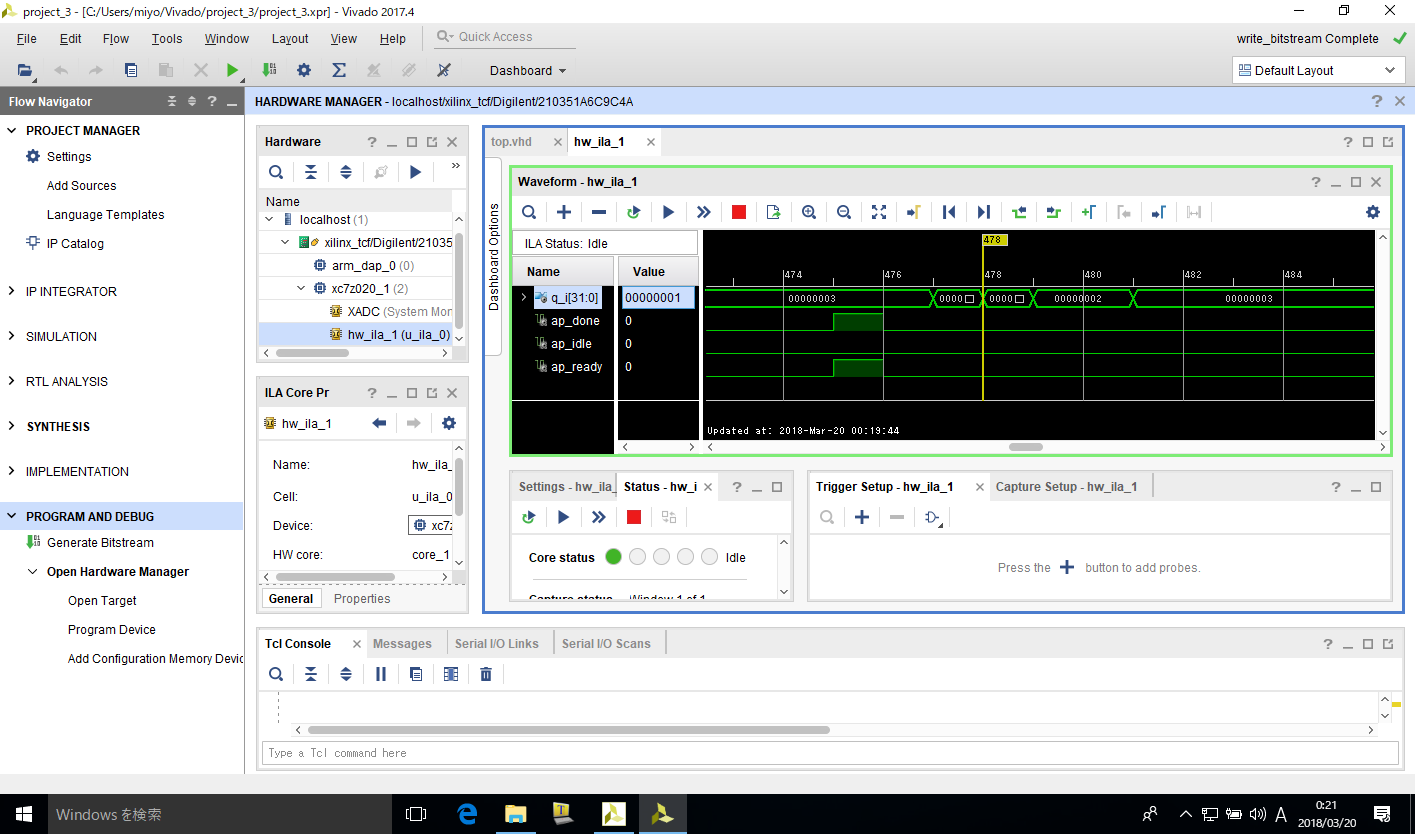 project_3 - [C:/Users/miyo/Vivado/project_3/project_3.xpr] - Vivado 2017.4
File Edit Flow Tools Window Layout View Help Quick Access write_bitstream Complete
Dashboard Default Layout
Flow Navigator
HARDWARE MANAGER - localhost/xilinx_tcf/Digilent/210351A6C9C4A
PROJECT MANAGER
Settings
Add Sources
Language Templates
IP Catalog
IP INTEGRATOR
SIMULATION
RTL ANALYSIS
SYNTHESIS
IMPLEMENTATION
PROGRAM AND DEBUG
Generate Bitstream
Open Hardware Manager
Open Target
Program Device
Add Configuration Memory Devic
Hardware
Name
localhost (1)
xilinx_tcf/Digilent/21035
arm_dap_0 (0)
xc7z020_1 (2)
XADC (System Mor
hw_ila_1 (u_ila_0)
ILA Core Pr
hw_ila_1
Name: hw_ila_
Cell: u_ila_0
Device: xc7z
HW core: core_1
General Properties
top.vhd hw_ila_1
Dashboard Options
Waveform - hw_ila_1
ILA Status: Idle
Name Value
q_i[31:0] 00000001
ap_done 0
ap_idle 0
ap_ready 0
478
474 476 478 480 482 484
00000003 0000 0000 00000002 00000003
Updated at: 2018-Mar-20 00:19:44
Settings - hw_ila_ Status - hw_i
Core status Idle
Capture status Window 1 of 1
Trigger Setup - hw_ila_1 Capture Setup - hw_ila_1
Press the + button to add probes.
Tcl Console Messages Serial I/O Links Serial I/O Scans
Type a Tcl command here
Windows を検索
A
0:21
2018/03/20